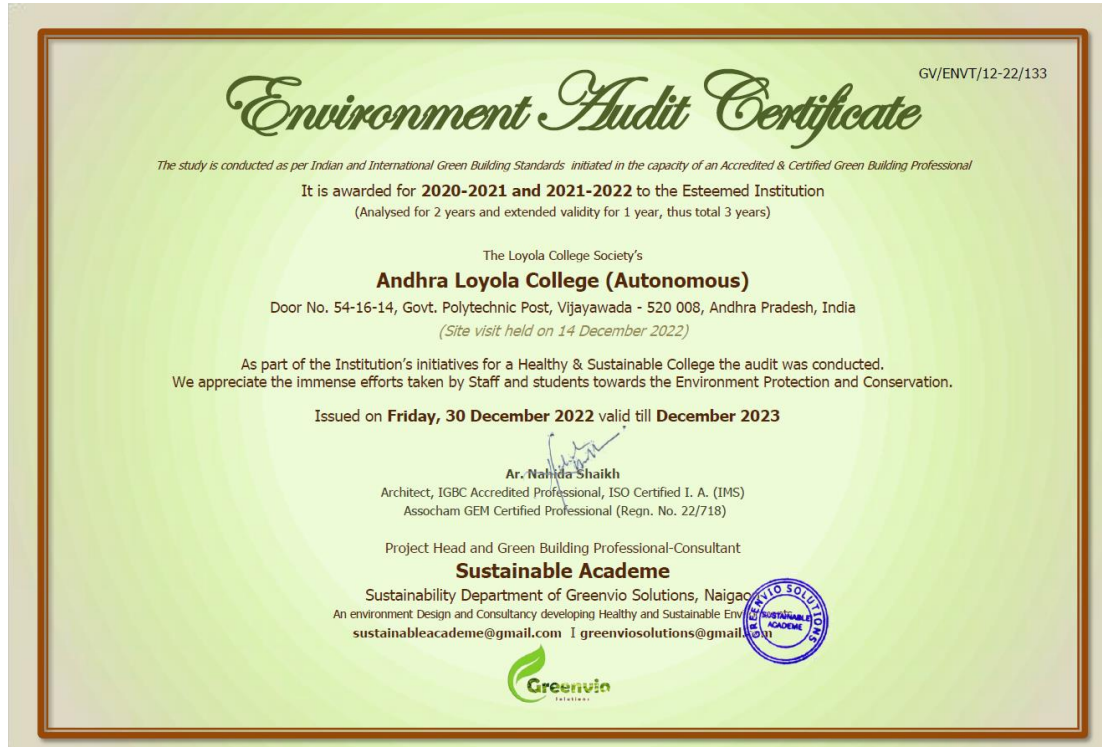 GV/ENVT/12-22/133
Environment Audit Certificate
The study is conducted as per Indian and International Green Building Standards initiated in the capacity of an Accredited & Certified Green Building Professional
It is awarded for 2020-2021 and 2021-2022 to the Esteemed Institution
(Analysed for 2 years and extended validity for 1 year, thus total 3 years)
The Loyola College Society's
Andhra Loyola College (Autonomous)
Door No. 54-16-14, Govt. Polytechnic Post, Vijayawada - 520 008, Andhra Pradesh, India
(Site visit held on 14 December 2022)
As part of the Institution's initiatives for a Healthy & Sustainable College the audit was conducted.
We appreciate the immense efforts taken by Staff and students towards the Environment Protection and Conservation.
Issued on Friday, 30 December 2022 valid till December 2023
Ar. Nahida Shaikh
Architect, IGBC Accredited Professional, ISO Certified I. A. (IMS)
Assocham GEM Certified Professional (Regn. No. 22/718)
Project Head and Green Building Professional-Consultant
Sustainable Academe
Sustainability Department of Greenvio Solutions, Naigao
An environment Design and Consultancy developing Healthy and Sustainable
sustainableacademe@gmail.com I greenviosolutions@gmail.com
GREENVIO SOLUTIONS
SUSTAINABLE
ACADEME
Greenvio
Solutions